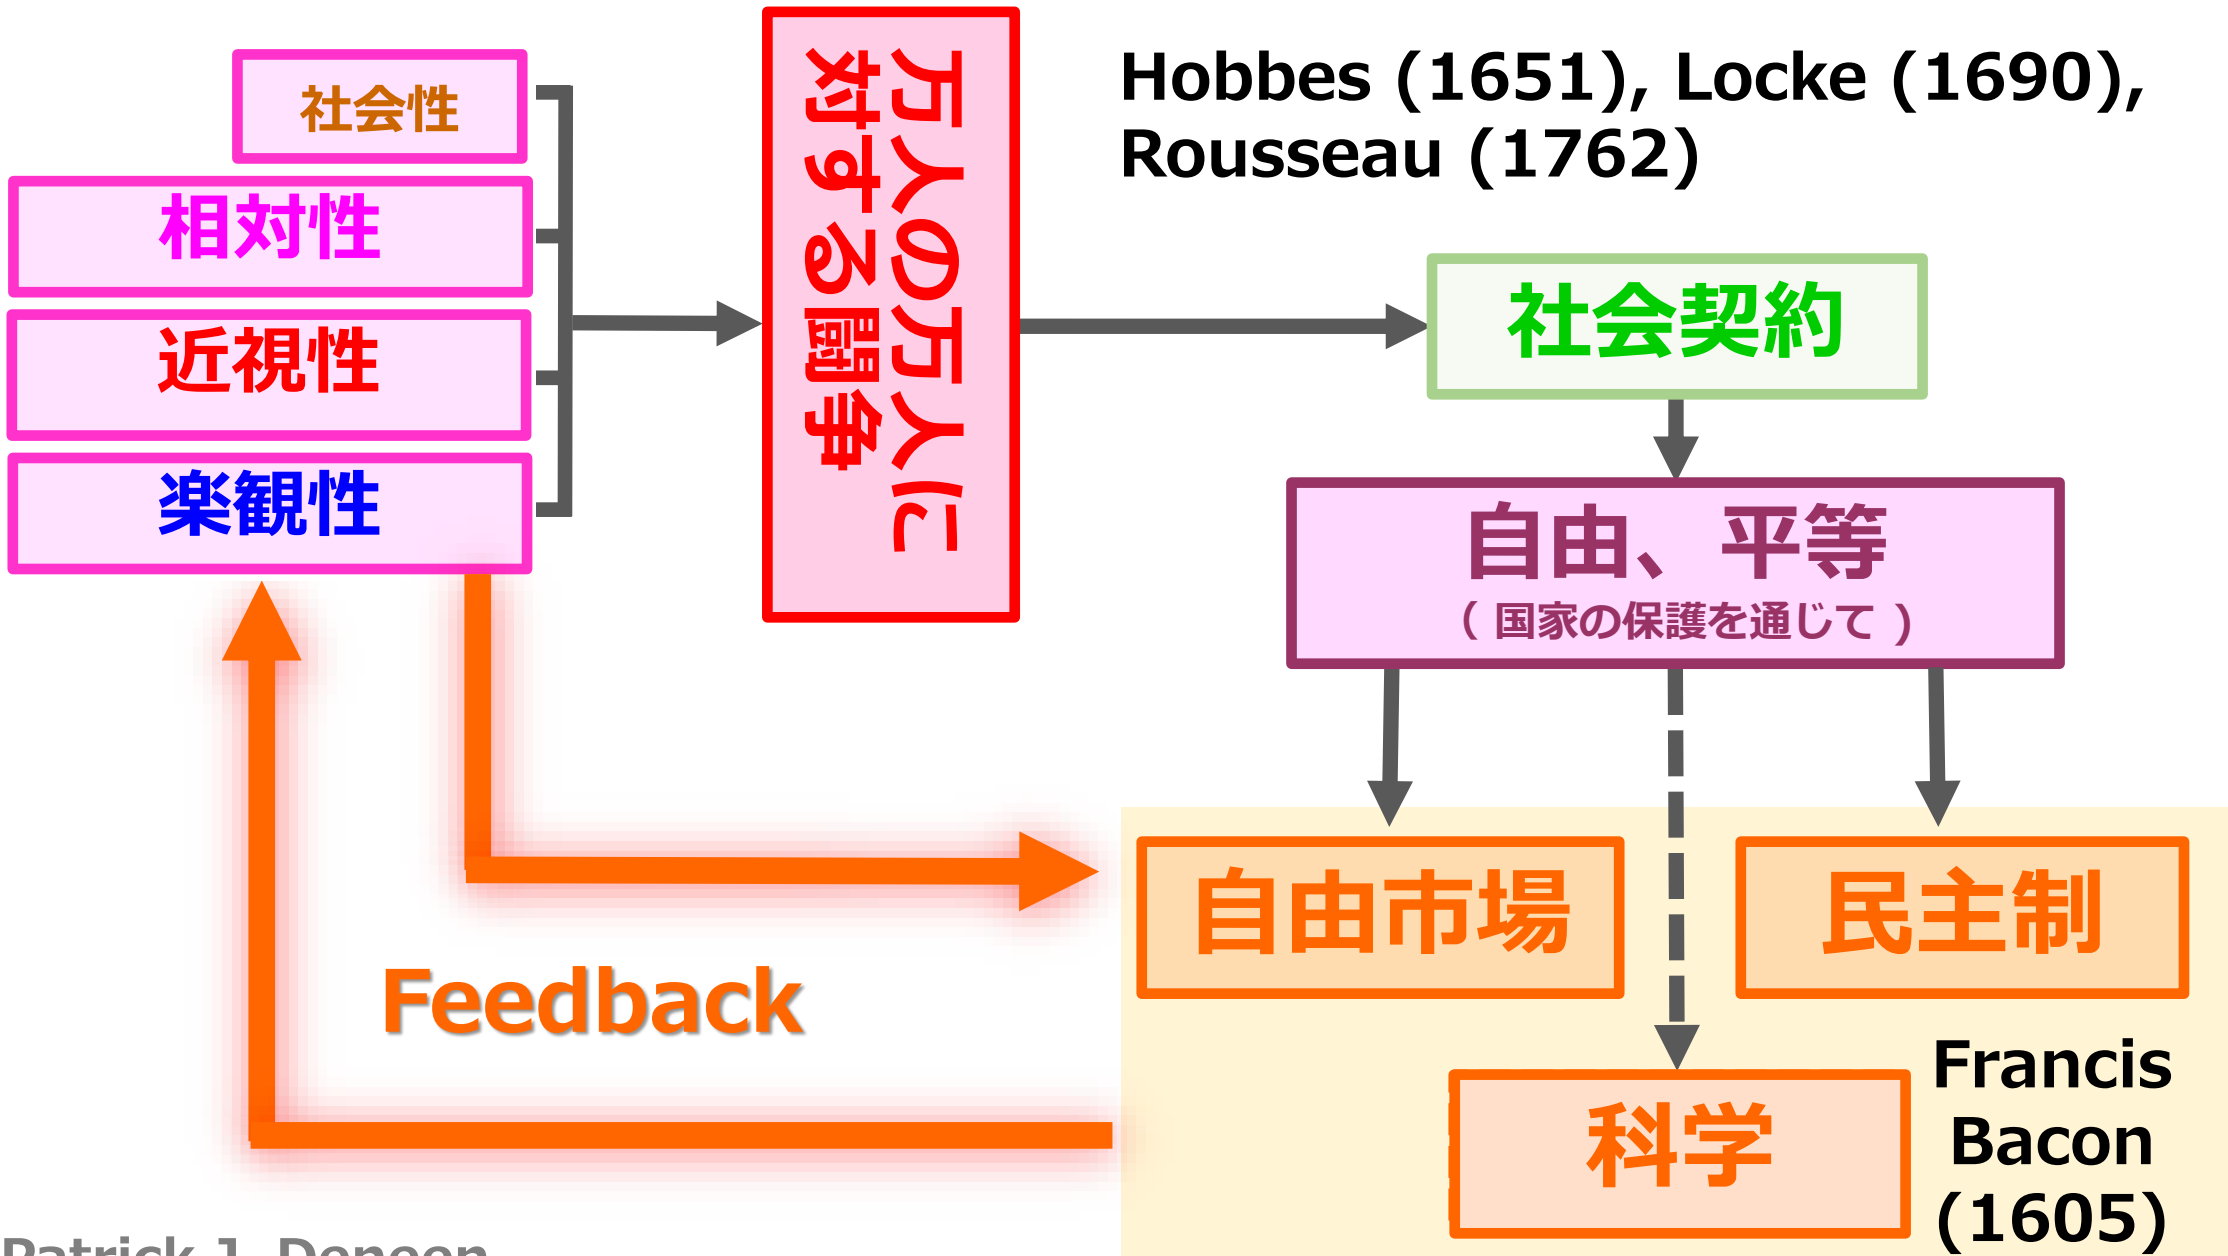 社会性
相対性
近視性
楽観性
万人の万人に
対する闘争
Hobbes (1651), Locke (1690),
Rousseau (1762)
社会契約
自由、平等
( 国家の保護を通じて )
自由市場
民主制
科学
Francis
Bacon
(1605)
Feedback
Patrick J. Deneen